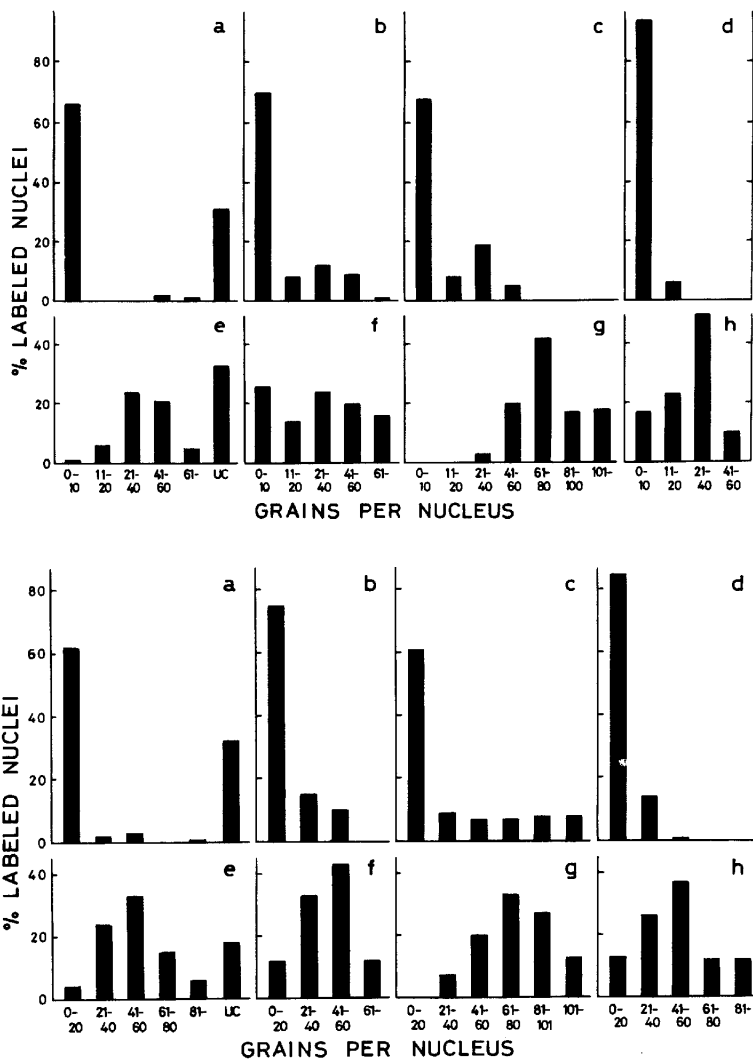 a b c d
80
60
40
20
0
% LABELED NUCLEI
e f g h
40
20
0
0-10 11-20 21-40 41-60 61- UC 0-10 11-20 21-40 41-60 61- 0-10 11-20 21-40 41-60 61-80 81-100 101- 0-10 11-20 21-40 41-60
GRAINS PER NUCLEUS
a b c d
80
60
40
20
0
% LABELED NUCLEI
e f g h
40
20
0
0-20 21-40 41-60 61-80 81- UC 0-20 21-40 41-60 61- 0-20 21-40 41-60 61-80 81-101 101- 0-20 21-40 41-60 61-80 81-
GRAINS PER NUCLEUS